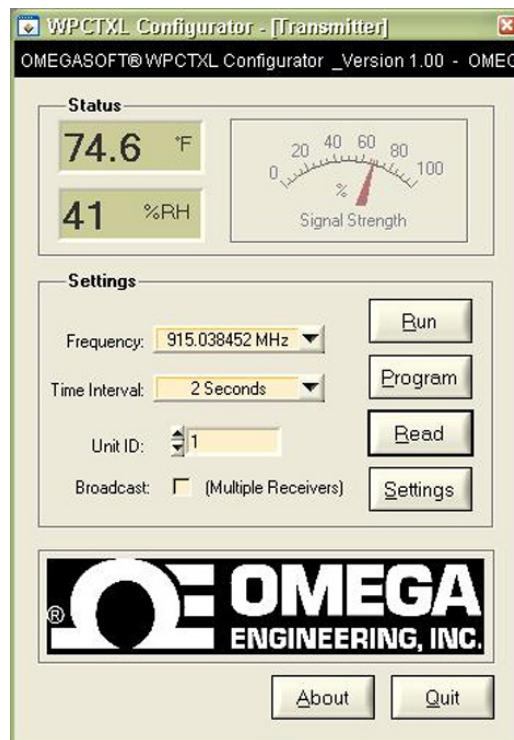 WPCTXL Configurator - [Transmitter]
OMEGASOFT® WPCTXL Configurator _Version 1.00 - OMEG
Status
74.6 °F
41 %RH
0 20 40 60 80 100
%
Signal Strength
Settings
Frequency: 915.038452 MHz
Run
Time Interval: 2 Seconds
Program
Unit ID: 1
Read
Broadcast: (Multiple Receivers)
Settings
® OMEGA
ENGINEERING, INC.
About Quit